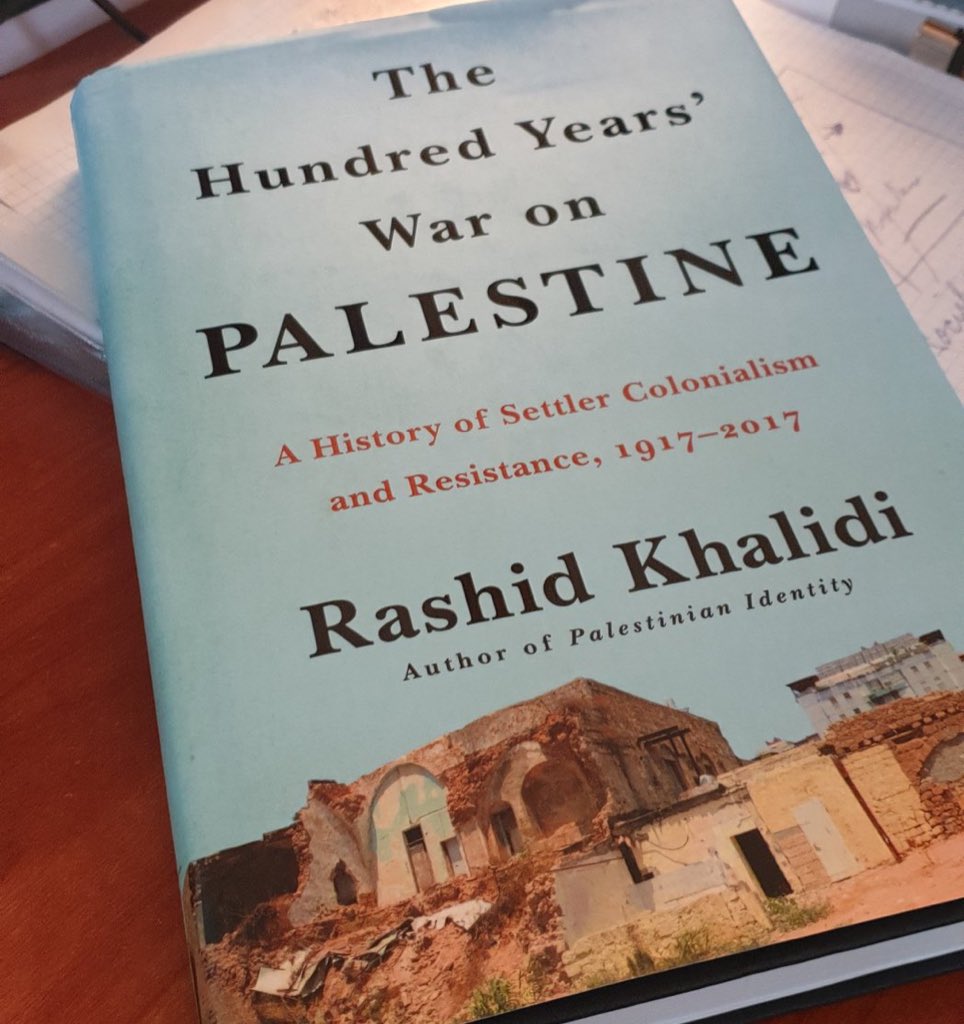 The
Hundred Years'
War on
PALESTINE
A History of Settler Colonialism
and Resistance, 1917–2017
Rashid Khalidi
Author of Palestinian Identity